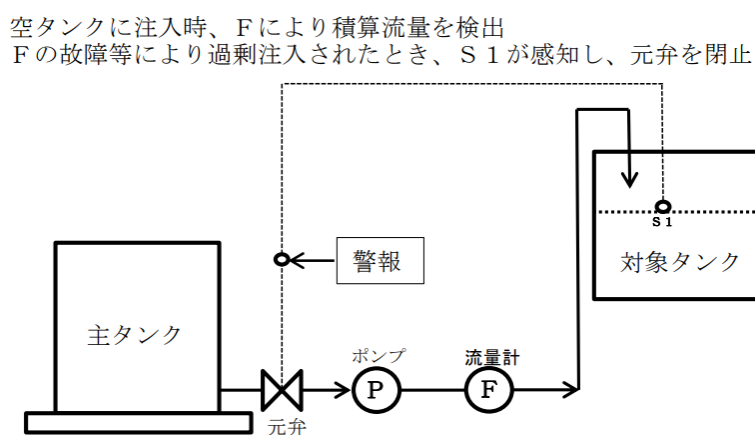 空タンクに注入時、Ｆにより積算流量を検出
Ｆの故障等により過剰注入されたとき、Ｓ１が感知し、元弁を閉止
Ｓ１
警報
対象タンク
主タンク
ポンプ
流量計
Ｐ
Ｆ
元弁